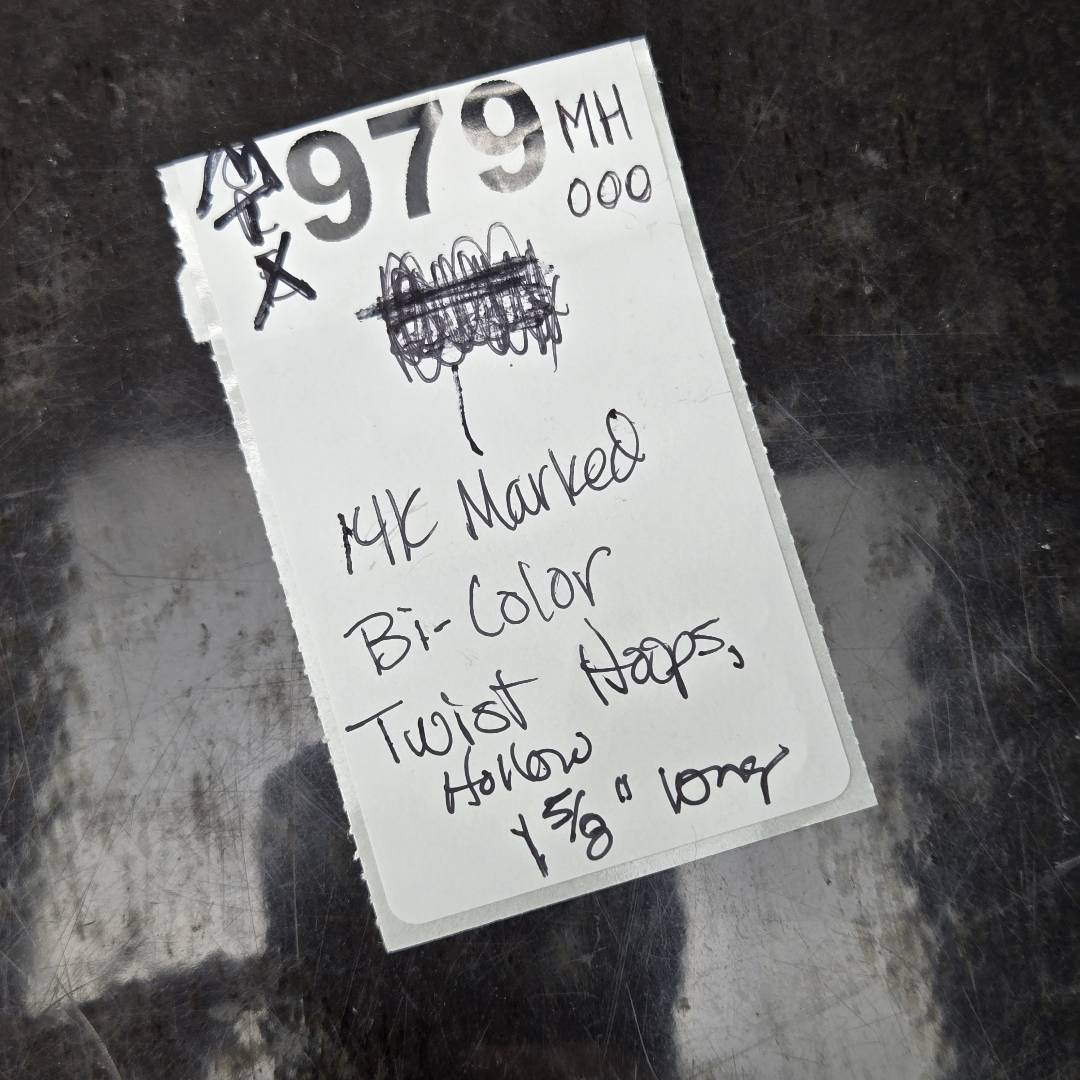 979 MH
000
14K Marked
Bi-Color
Twist Hoops,
Hollow
1 5/8" long